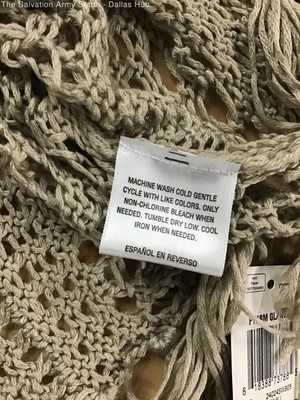 The Salvation Army South - Dallas Hub
MACHINE WASH COLD GENTLE
CYCLE WITH LIKE COLORS. ONLY
NON-CHLORINE BLEACH WHEN
NEEDED. TUMBLE DRY LOW. COOL
IRON WHEN NEEDED.
ESPAÑOL EN REVERSO